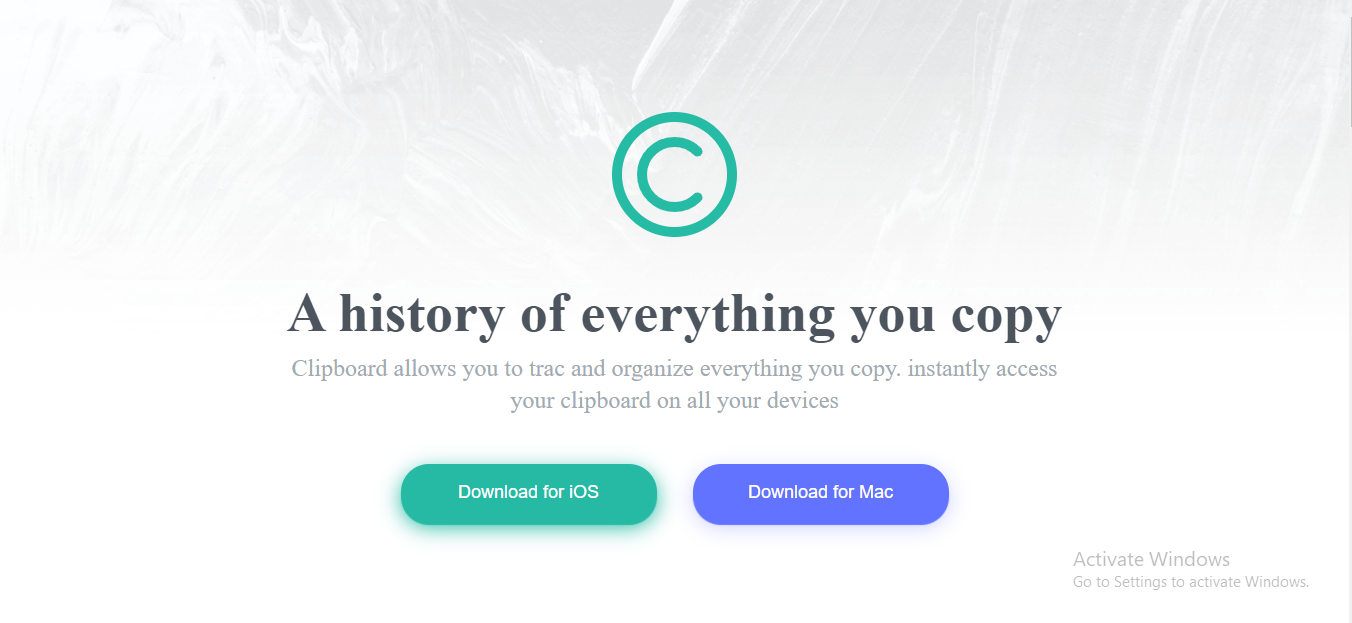 A history of everything you copy
Clipboard allows you to trac and organize everything you copy. instantly access
your clipboard on all your devices
Download for iOS
Download for Mac
Activate Windows
Go to Settings to activate Windows.